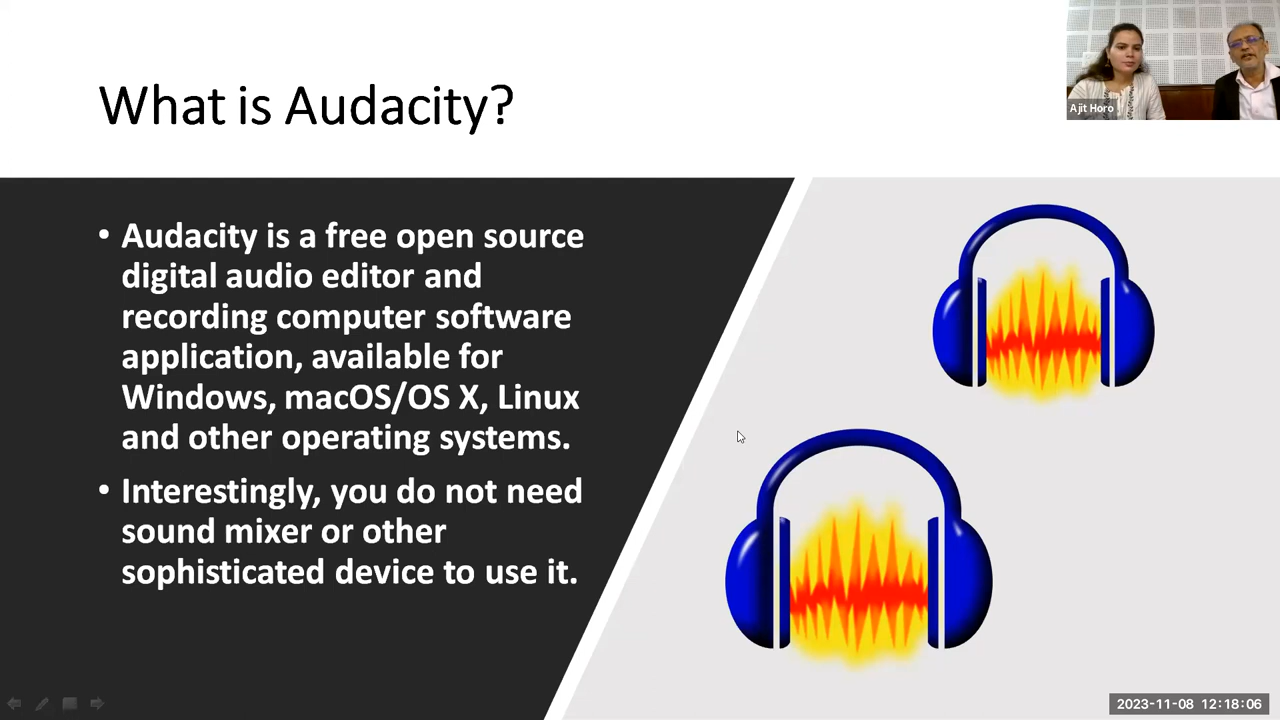 What is Audacity?
Ajit Horo
• Audacity is a free open source
digital audio editor and
recording computer software
application, available for
Windows, macOS/OS X, Linux
and other operating systems.
• Interestingly, you do not need
sound mixer or other
sophisticated device to use it.
2023-11-08 12:18:06